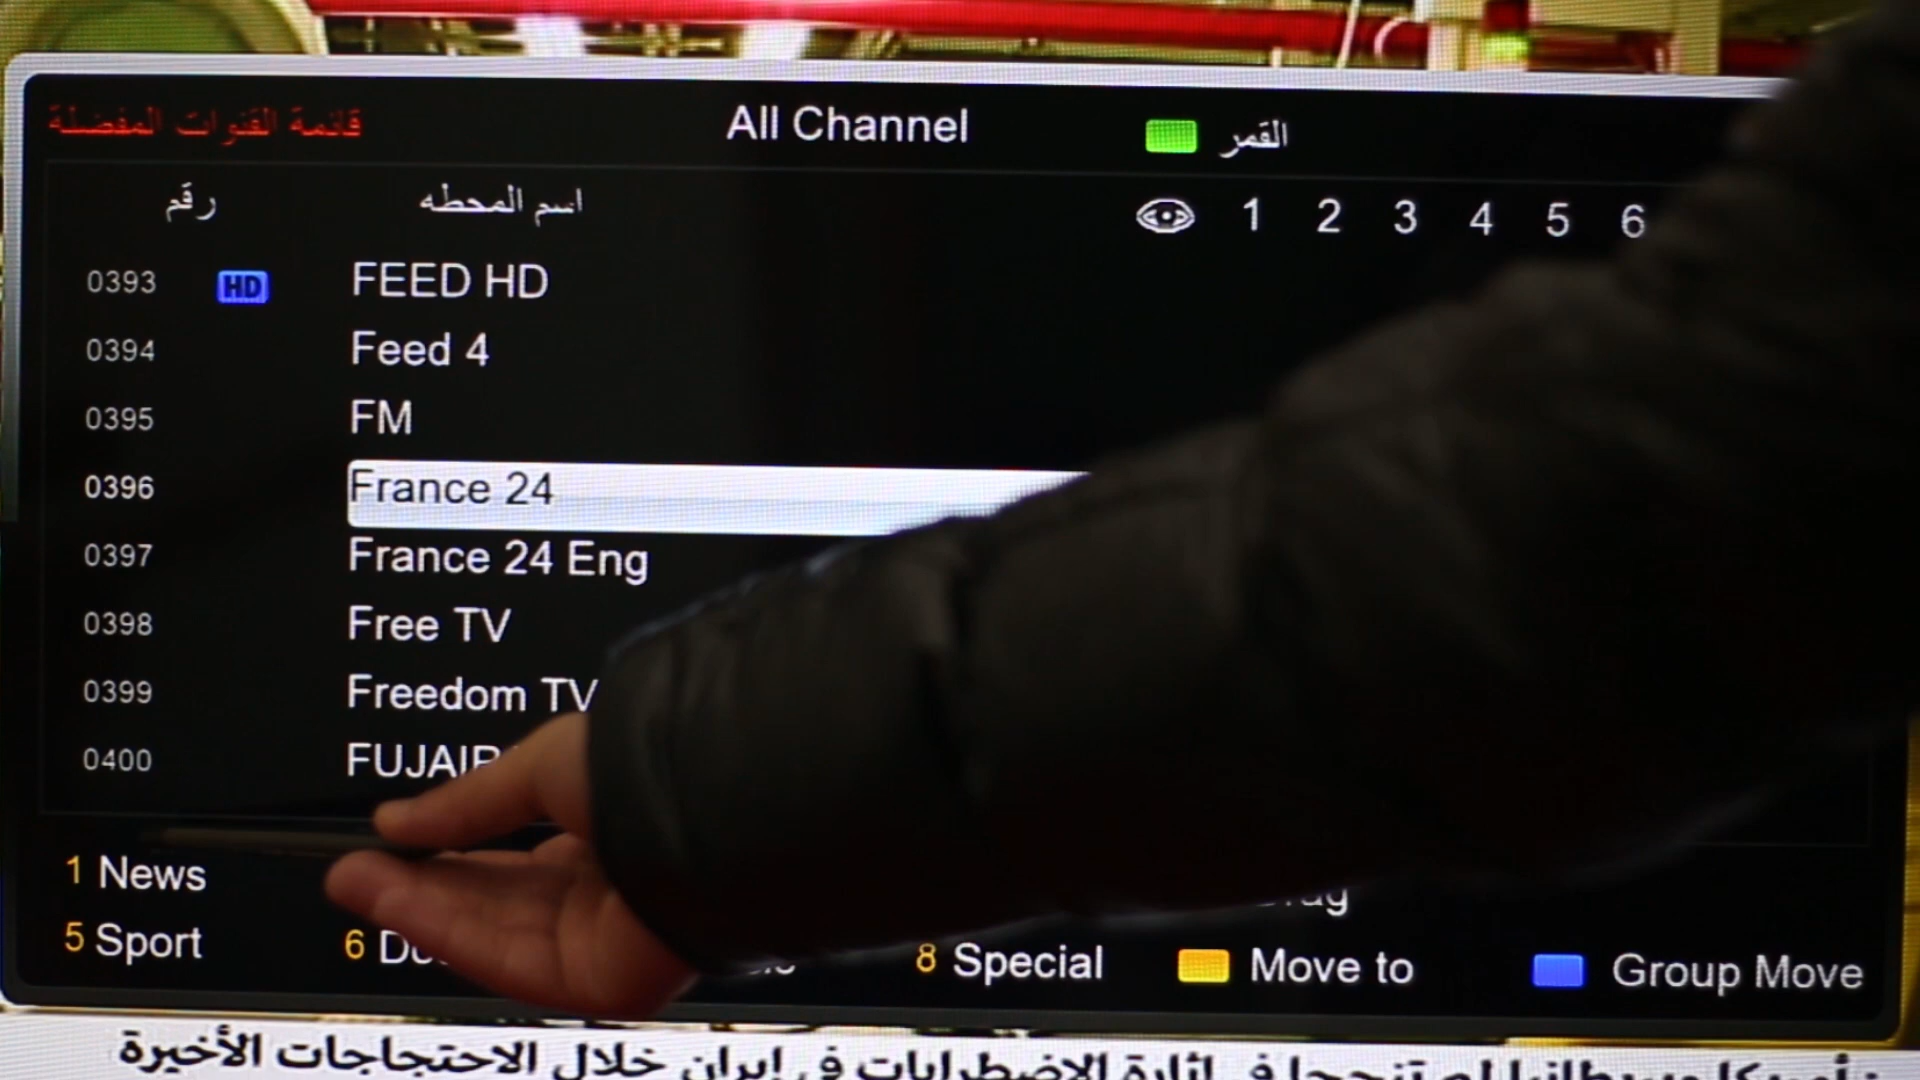 قائمة القنوات المفضلة
All Channel
القمر
رقم
اسم المحطه
1 2 3 4 5 6
0393 HD FEED HD
0394 Feed 4
0395 FM
0396 France 24
0397 France 24 Eng
0398 Free TV
0399 Freedom TV
0400
1 News
5 Sport
6
8 Special
Move to
Group Move
في إيران خلال الاحتجاجات الأخيرة